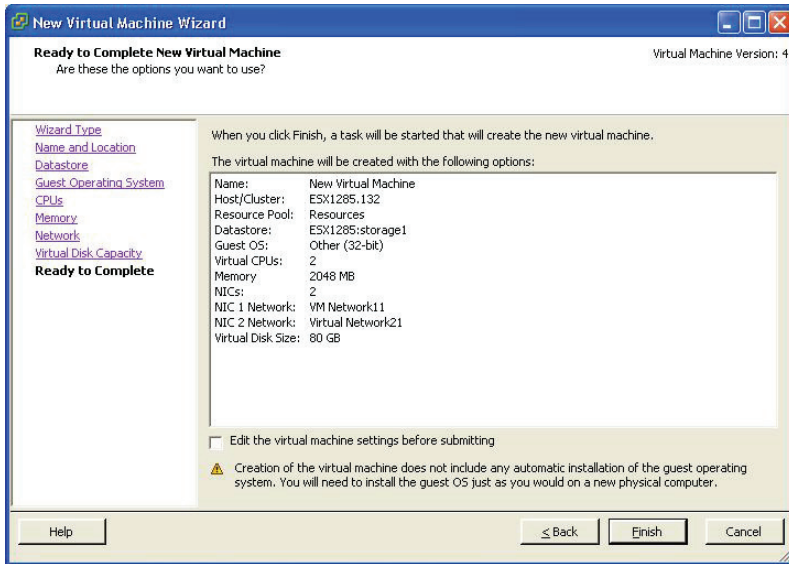 New Virtual Machine Wizard
Ready to Complete New Virtual Machine
Are these the options you want to use?
Virtual Machine Version: 4
Wizard Type
Name and Location
Datastore
Guest Operating System
CPUs
Memory
Network
Virtual Disk Capacity
Ready to Complete
When you click Finish, a task will be started that will create the new virtual machine.
The virtual machine will be created with the following options:
Name: New Virtual Machine
Host/Cluster: ESX1285.132
Resource Pool: Resources
Datastore: ESX1285:storage1
Guest OS: Other (32-bit)
Virtual CPUs: 2
Memory 2048 MB
NICs: 2
NIC 1 Network: VM Network11
NIC 2 Network: Virtual Network21
Virtual Disk Size: 80 GB
Edit the virtual machine settings before submitting
Creation of the virtual machine does not include any automatic installation of the guest operating
system. You will need to install the guest OS just as you would on a new physical computer.
Help
≤ Back
Finish
Cancel